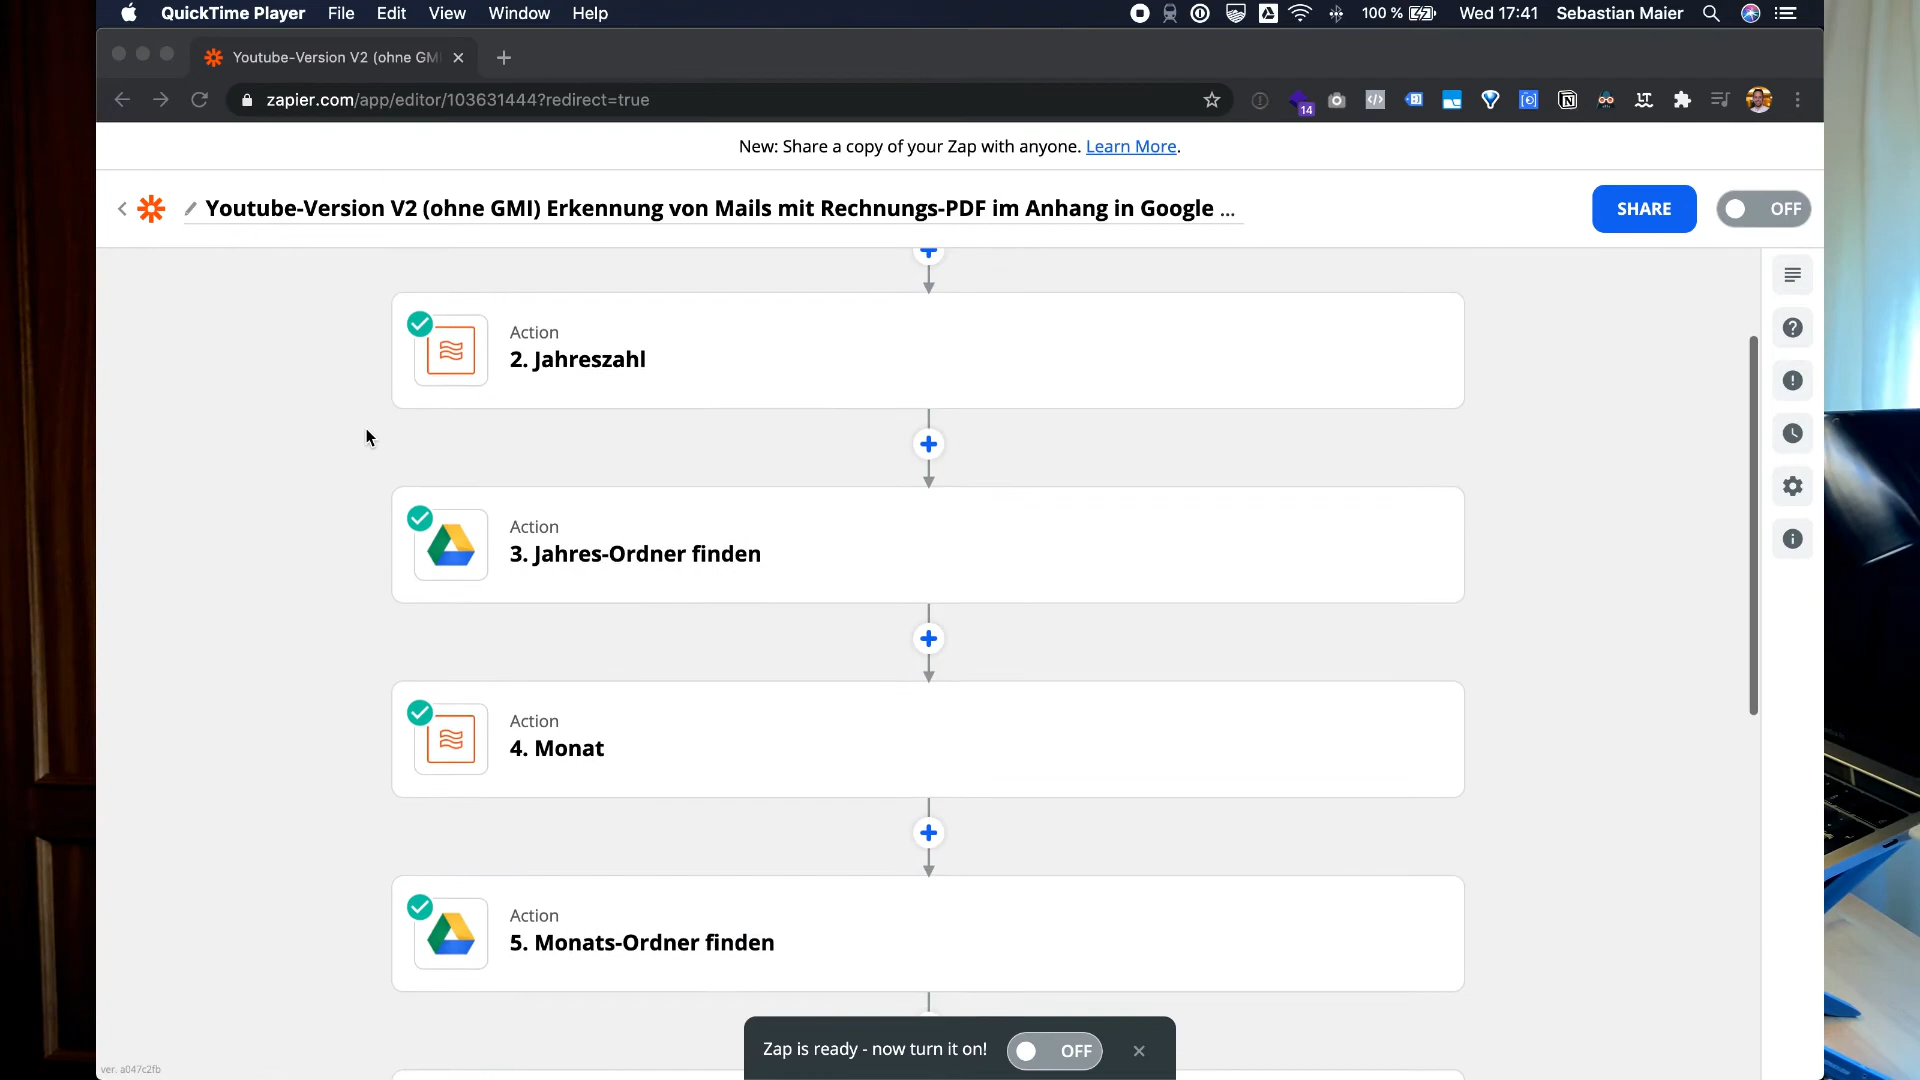 QuickTime Player File Edit View Window Help 100 % Wed 17:41 Sebastian Maier
Youtube-Version V2 (ohne GMI
zapier.com/app/editor/103631444?redirect=true
14
New: Share a copy of your Zap with anyone. Learn More.
Youtube-Version V2 (ohne GMI) Erkennung von Mails mit Rechnungs-PDF im Anhang in Google ...
SHARE
OFF
Action
2. Jahreszahl
Action
3. Jahres-Ordner finden
Action
4. Monat
Action
5. Monats-Ordner finden
Zap is ready - now turn it on! OFF
ver. a047c2fb